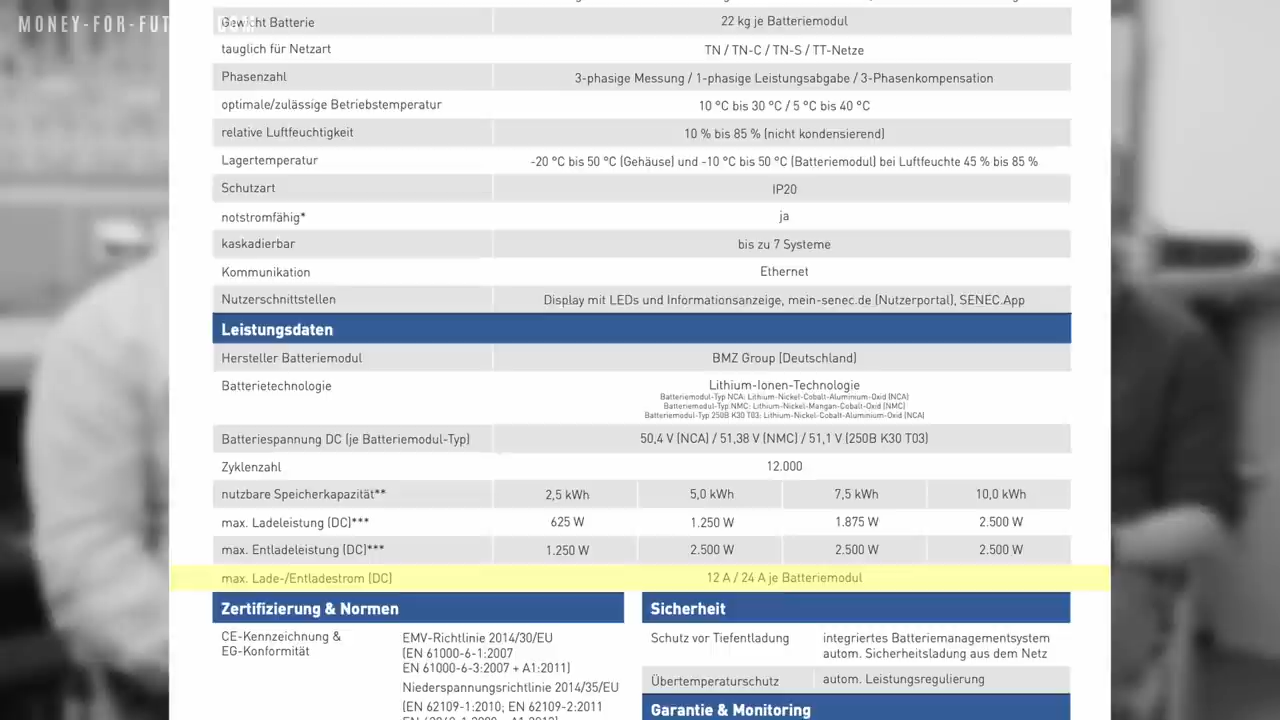 MONEY-FOR-FUT
Gewicht Batterie 22 kg je Batteriemodul
tauglich für Netzart TN / TN-C / TN-S / TT-Netze
Phasenzahl 3-phasige Messung / 1-phasige Leistungsabgabe / 3-Phasenkompensation
optimale/zulässige Betriebstemperatur 10 °C bis 30 °C / 5 °C bis 40 °C
relative Luftfeuchtigkeit 10 % bis 85 % (nicht kondensierend)
Lagertemperatur -20 °C bis 50 °C (Gehäuse) und -10 °C bis 50 °C (Batteriemodul) bei Luftfeuchte 45 % bis 85 %
Schutzart IP20
notstromfähig* ja
kaskadierbar bis zu 7 Systeme
Kommunikation Ethernet
Nutzerschnittstellen Display mit LEDs und Informationsanzeige, mein-senec.de (Nutzerportal), SENEC.App
Leistungsdaten
Hersteller Batteriemodul BMZ Group (Deutschland)
Batterietechnologie Lithium-Ionen-Technologie
Batteriemodul-Typ NCA: Lithium-Nickel-Cobalt-Aluminium-Oxid (NCA)
Batteriemodul-Typ NMC: Lithium-Nickel-Mangan-Cobalt-Oxid (NMC)
Batteriemodul-Typ 250B K30 T03: Lithium-Nickel-Cobalt-Aluminium-Oxid (NCA)
Batteriespannung DC (je Batteriemodul-Typ) 50,4 V (NCA) / 51,38 V (NMC) / 51,1 V (250B K30 T03)
Zyklenzahl 12.000
nutzbare Speicherkapazität** 2,5 kWh 5,0 kWh 7,5 kWh 10,0 kWh
max. Ladeleistung (DC)*** 625 W 1.250 W 1.875 W 2.500 W
max. Entladeleistung (DC)*** 1.250 W 2.500 W 2.500 W 2.500 W
max. Lade-/Entladestrom (DC) 12 A / 24 A je Batteriemodul
Zertifizierung & Normen
CE-Kennzeichnung & EMV-Richtlinie 2014/30/EU
EG-Konformität (EN 61000-6-1:2007
EN 61000-6-3:2007 + A1:2011)
Niederspannungsrichtlinie 2014/35/EU
(EN 62109-1:2010; EN 62109-2:2011
Sicherheit
Schutz vor Tiefentladung integriertes Batteriemanagementsystem
autom. Sicherheitsladung aus dem Netz
Übertemperaturschutz autom. Leistungsregulierung
Garantie & Monitoring